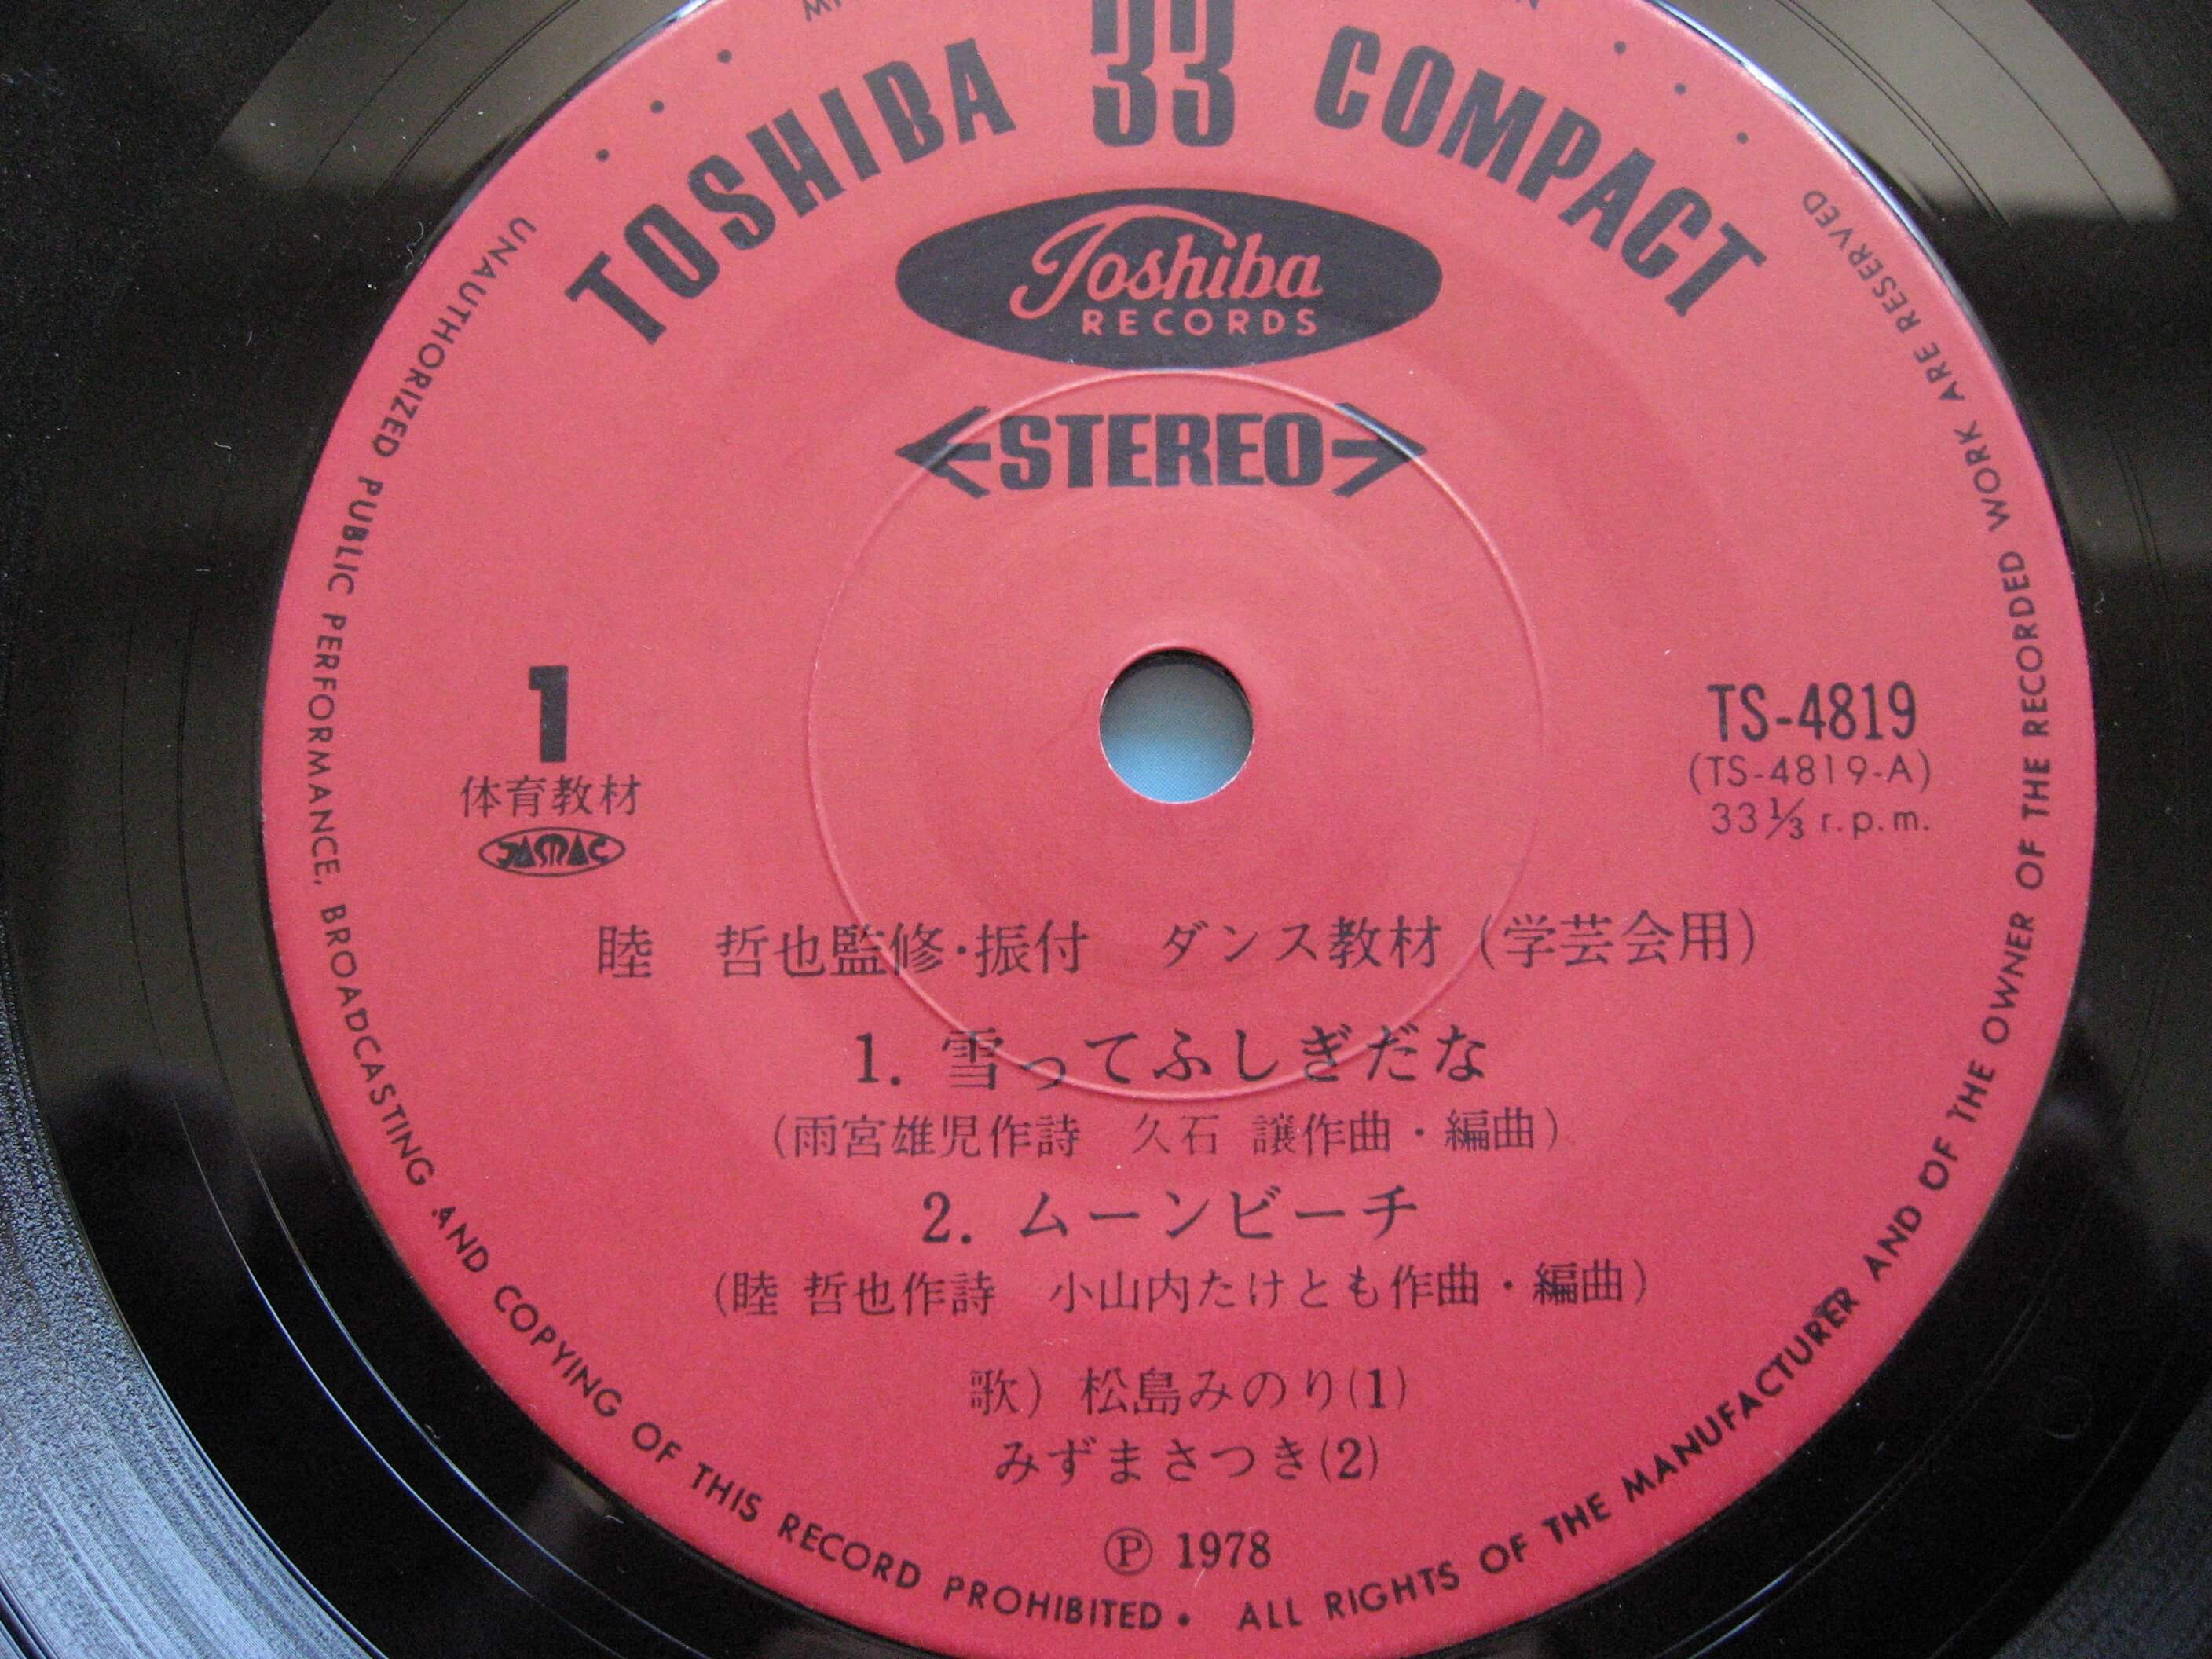 TOSHIBA 33 COMPACT
Toshiba
RECORDS
STEREO
1
体育教材
TS-4819
(TS-4819-A)
33⅓ r.p.m.
睦　哲也監修・振付　ダンス教材（学芸会用）
1. 雪ってふしぎだな
（雨宮雄児作詩　久石 譲作曲・編曲）
2. ムーンビーチ
（睦 哲也作詩　小山内たけとも作曲・編曲）
歌）松島みのり(1)
みずまさつき(2)
Ⓟ 1978
UNAUTHORIZED PUBLIC PERFORMANCE, BROADCASTING AND COPYING OF THIS RECORD PROHIBITED • ALL RIGHTS OF THE MANUFACTURER AND OF THE OWNER OF THE RECORDED WORK ARE RESERVED